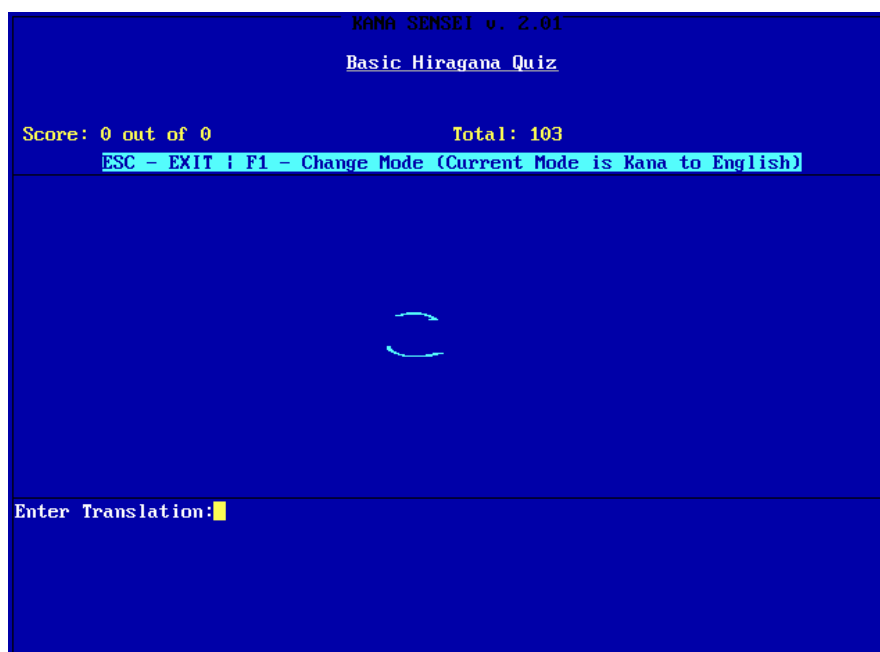 KANA SENSEI v. 2.01
Basic Hiragana Quiz
Score: 0 out of 0 Total: 103
ESC - EXIT ¦ F1 - Change Mode (Current Mode is Kana to English)
こ
Enter Translation: